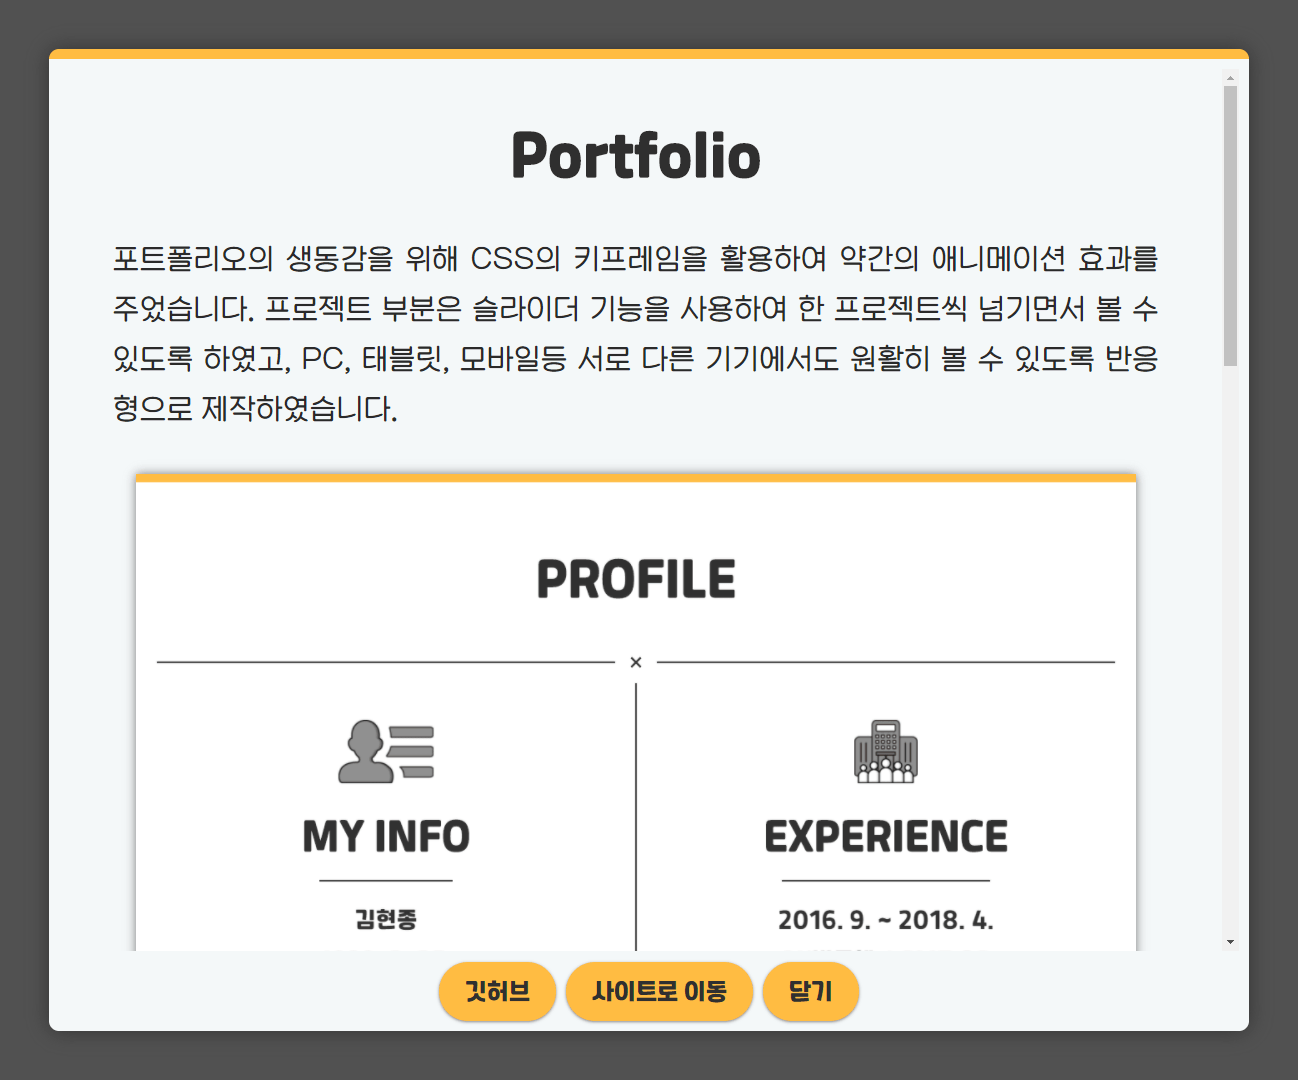 Portfolio
포트폴리오의 생동감을 위해 CSS의 키프레임을 활용하여 약간의 애니메이션 효과를
주었습니다. 프로젝트 부분은 슬라이더 기능을 사용하여 한 프로젝트씩 넘기면서 볼 수
있도록 하였고, PC, 태블릿, 모바일등 서로 다른 기기에서도 원활히 볼 수 있도록 반응
형으로 제작하였습니다.
PROFILE
MY INFO
EXPERIENCE
김현종
2016. 9. ~ 2018. 4.
깃허브
사이트로 이동
닫기